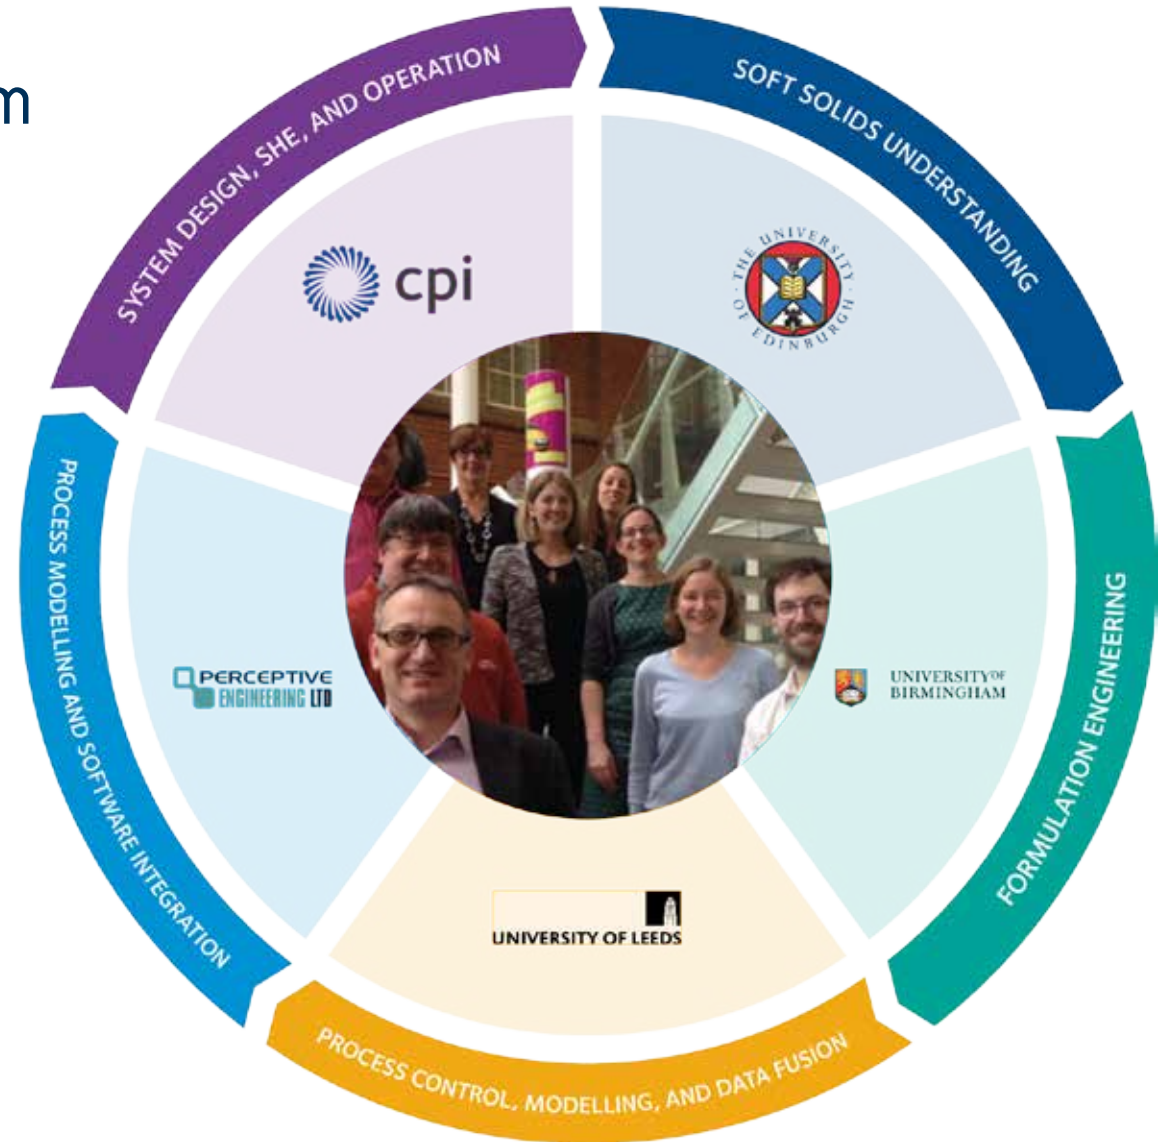 m
SYSTEM DESIGN, SHE, AND OPERATION
SOFT SOLIDS UNDERSTANDING
cpi
THE UNIVERSITY OF EDINBURGH
PROCESS MODELLING AND SOFTWARE INTEGRATION
FORMULATION ENGINEERING
PERCEPTIVE
ENGINEERING LTD
UNIVERSITY OF
BIRMINGHAM
UNIVERSITY OF LEEDS
PROCESS CONTROL, MODELLING, AND DATA FUSION